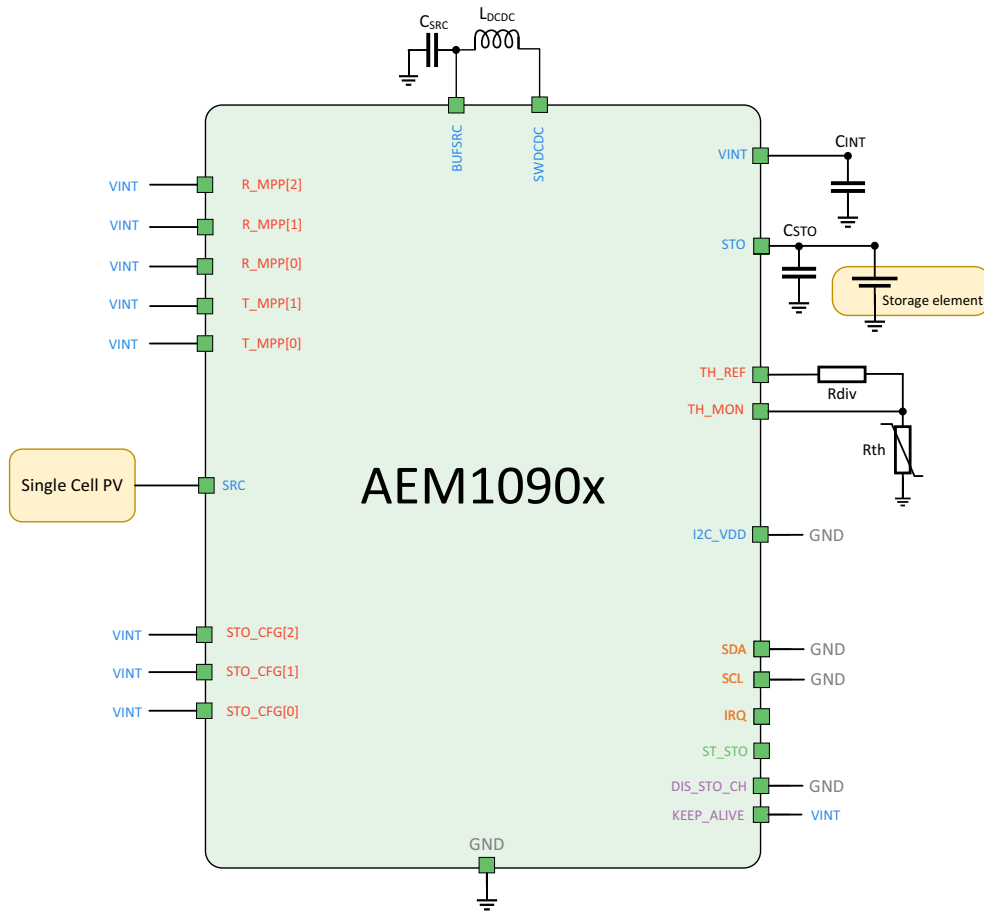 CSRC
LDCDC
BUFSRC
SWDCDC
VINT
CINT
VINT
R_MPP[2]
VINT
R_MPP[1]
VINT
R_MPP[0]
VINT
T_MPP[1]
VINT
T_MPP[0]
STO
CSTO
Storage element
TH_REF
Rdiv
TH_MON
Rth
Single Cell PV
SRC
AEM1090x
I2C_VDD
GND
VINT
STO_CFG[2]
VINT
STO_CFG[1]
VINT
STO_CFG[0]
SDA
GND
SCL
GND
IRQ
ST_STO
DIS_STO_CH
GND
KEEP_ALIVE
VINT
GND